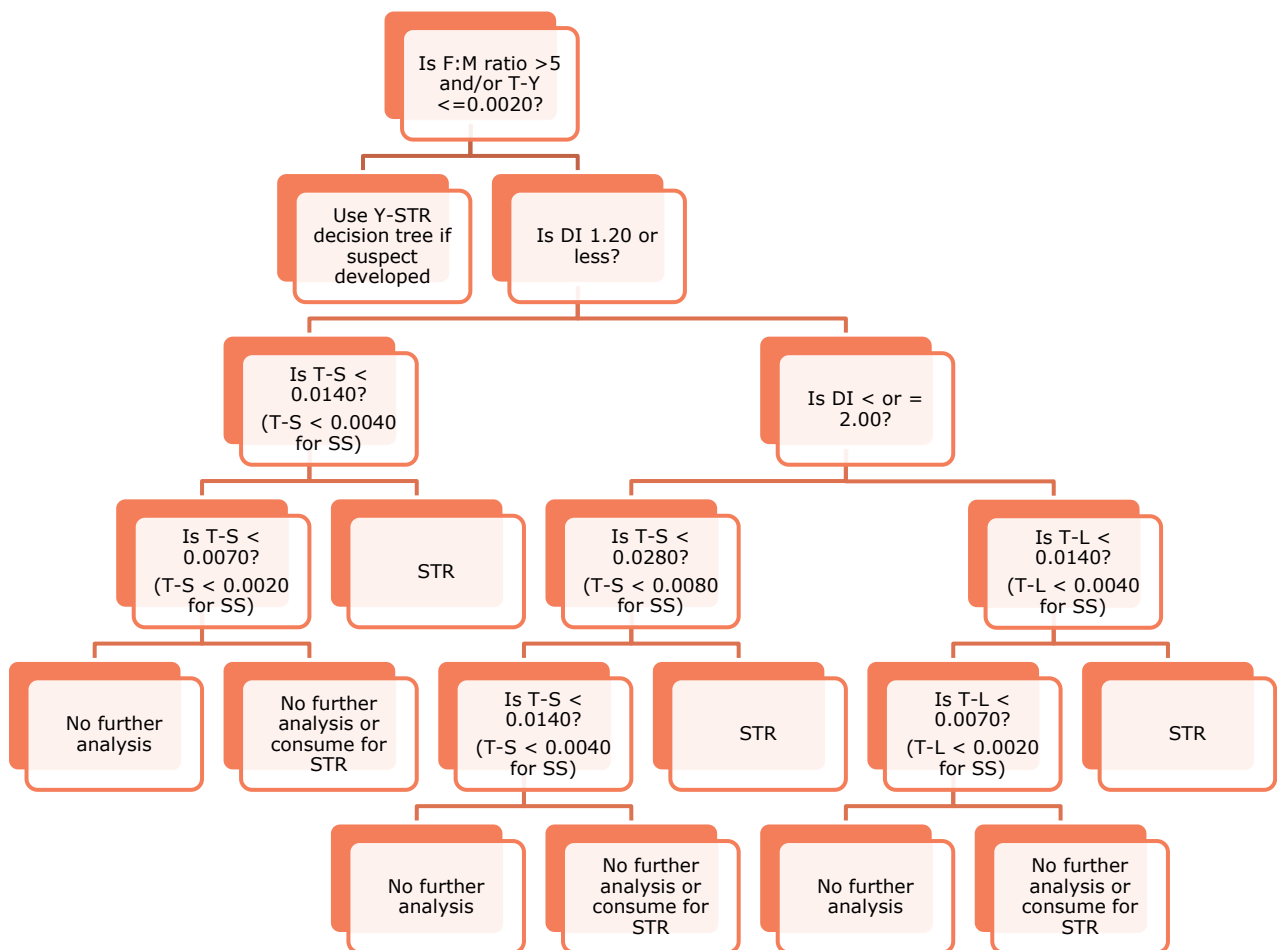 Is F:M ratio >5
and/or T-Y
<=0.0020?
Use Y-STR
decision tree if
suspect
developed
Is DI 1.20 or
less?
Is T-S <
0.0140?
(T-S < 0.0040
for SS)
Is DI < or =
2.00?
Is T-S <
0.0070?
(T-S < 0.0020
for SS)
STR
Is T-S <
0.0280?
(T-S < 0.0080
for SS)
Is T-L <
0.0140?
(T-L < 0.0040
for SS)
No further
analysis
No further
analysis or
consume for
STR
Is T-S <
0.0140?
(T-S < 0.0040
for SS)
STR
Is T-L <
0.0070?
(T-L < 0.0020
for SS)
STR
No further
analysis
No further
analysis or
consume for
STR
No further
analysis
No further
analysis or
consume for
STR